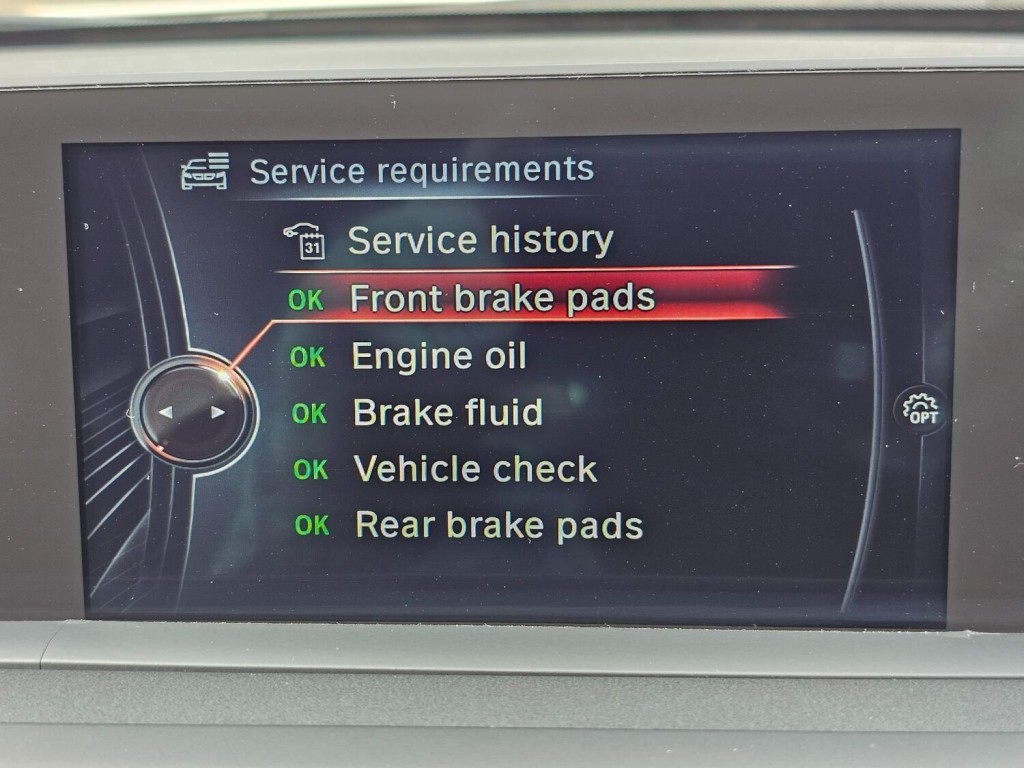 Service requirements
31 Service history
OK Front brake pads
OK Engine oil
OK Brake fluid
OK Vehicle check
OK Rear brake pads
OPT